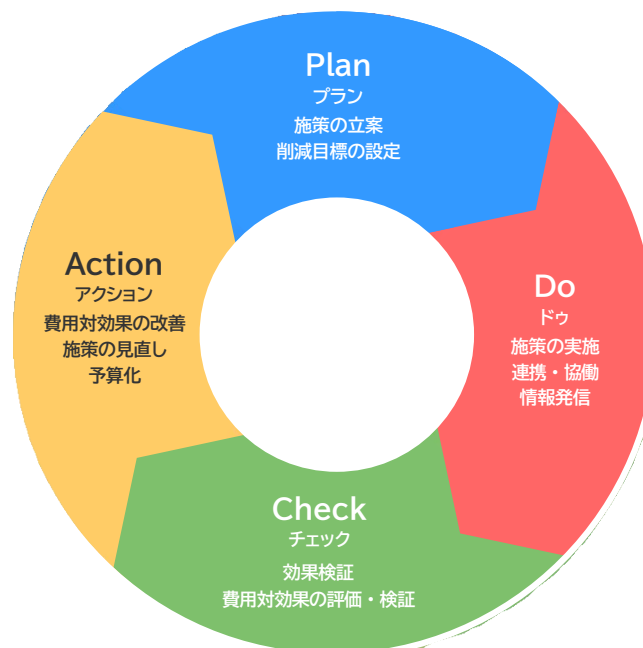 Plan
プラン
施策の立案
削減目標の設定
Do
ドゥ
施策の実施
連携・協働
情報発信
Check
チェック
効果検証
費用対効果の評価・検証
Action
アクション
費用対効果の改善
施策の見直し
予算化